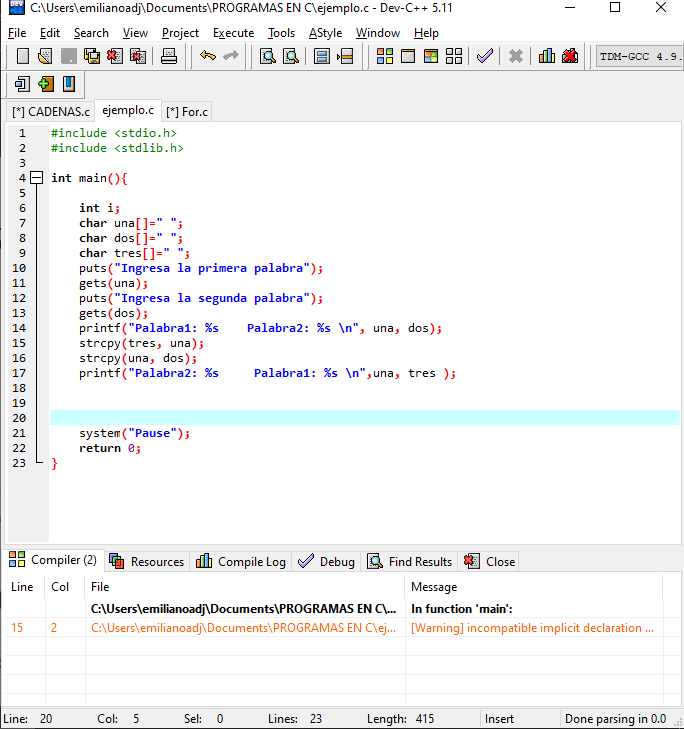 C:\Users\emilianoadj\Documents\PROGRAMAS EN C\ejemplo.c - Dev-C++ 5.11
File Edit Search View Project Execute Tools AStyle Window Help
TDM-GCC 4.9.
[*] CADENAS.c ejemplo.c [*] For.c
1 #include <stdio.h>
2 #include <stdlib.h>
3
4 int main(){
5
6 int i;
7 char una[]=" ";
8 char dos[]=" ";
9 char tres[]=" ";
10 puts("Ingresa la primera palabra");
11 gets(una);
12 puts("Ingresa la segunda palabra");
13 gets(dos);
14 printf("Palabra1: %s    Palabra2: %s \n", una, dos);
15 strcpy(tres, una);
16 strcpy(una, dos);
17 printf("Palabra2: %s     Palabra1: %s \n",una, tres );
18
19
20
21 system("Pause");
22 return 0;
23 }
Compiler (2) Resources Compile Log Debug Find Results Close
Line Col File Message
C:\Users\emilianoadj\Documents\PROGRAMAS EN C\... In function 'main':
15 2 C:\Users\emilianoadj\Documents\PROGRAMAS EN C\ej... [Warning] incompatible implicit declaration ...
Line: 20 Col: 5 Sel: 0 Lines: 23 Length: 415 Insert Done parsing in 0.0